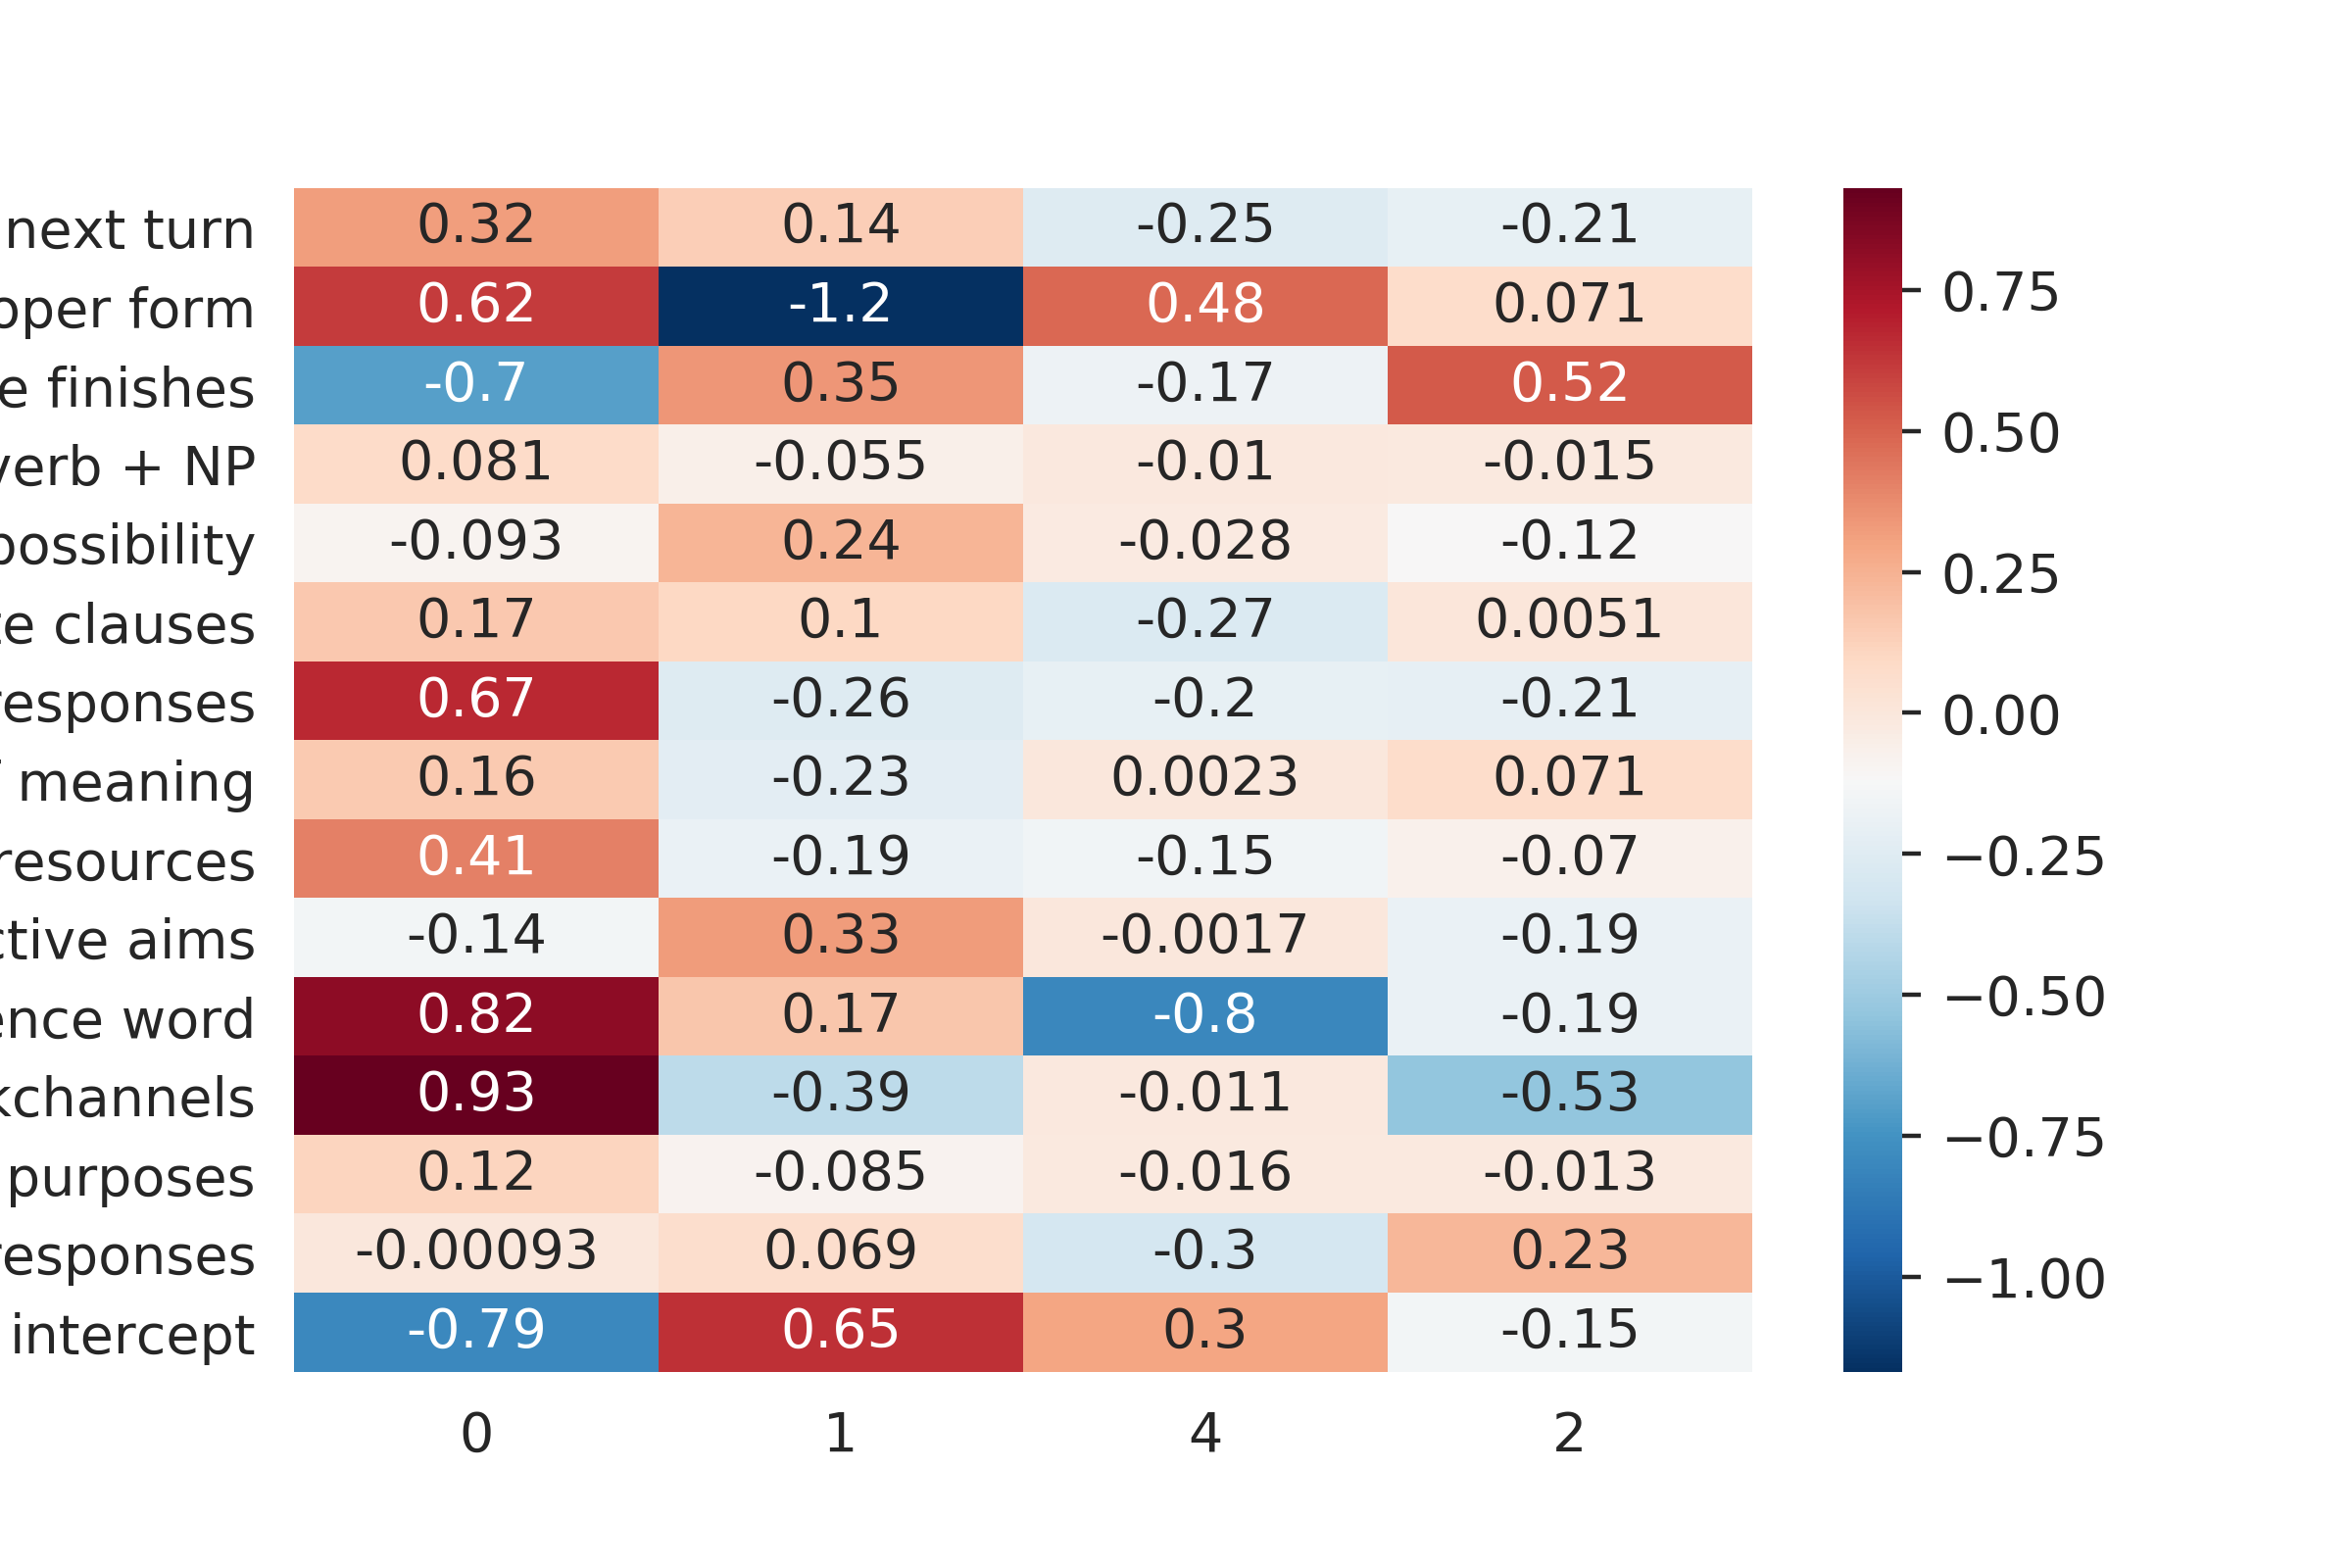 next turn 0.32 0.14 -0.25 -0.21
form 0.62 -1.2 0.48 0.071 0.75
finishes -0.7 0.35 -0.17 0.52 0.50
verb + NP 0.081 -0.055 -0.01 -0.015
possibility -0.093 0.24 -0.028 -0.12 0.25
clauses 0.17 0.1 -0.27 0.0051
responses 0.67 -0.26 -0.2 -0.21 0.00
meaning 0.16 -0.23 0.0023 0.071
resources 0.41 -0.19 -0.15 -0.07 −0.25
aims -0.14 0.33 -0.0017 -0.19
word 0.82 0.17 -0.8 -0.19 −0.50
0.93 -0.39 -0.011 -0.53 −0.75
purposes 0.12 -0.085 -0.016 -0.013
responses -0.00093 0.069 -0.3 0.23 −1.00
intercept -0.79 0.65 0.3 -0.15
0 1 4 2